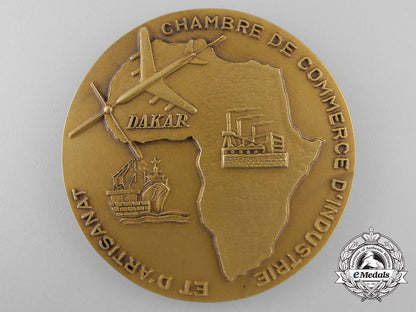 CHAMBRE DE COMMERCE D'INDUSTRIE
ET D'ARTISANAT
DAKAR
eMedals